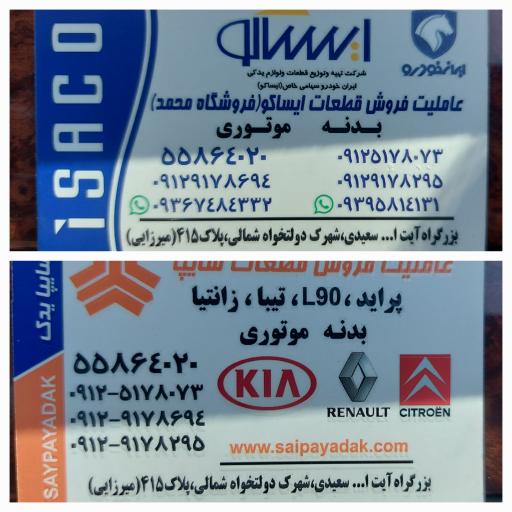 iSACO
ایساکو
ایران خودرو
شرکت تهیه وتوزیع قطعات ولوازم یدکی
ایران خودرو سهامی خاص(ایساکو)
عاملیت فروش قطعات ایساکو(فروشگاه محمد)
بدنه موتوری
۵۵۸۶۴۰۲۰ ۰۹۱۲۵۱۷۸۰۷۳
۰۹۱۲۹۱۷۸۶۹۴ ۰۹۱۲۹۱۷۸۲۹۵
۰۹۳۶۷۴۸۴۳۳۲ ۰۹۳۹۵۸۱۴۱۳۱
بزرگراه آیت ا... سعیدی، شهرک دولتخواه شمالی، پلاک۴۱۵(میرزایی)
سایپا یدک
SAYPAYADAK
عاملیت فروش قطعات سایپا
پراید ، L90، تیبا ، زانتیا
بدنه موتوری
۵۵۸۶۴۰۲۰
۰۹۱۲-۵۱۷۸۰۷۳
۰۹۱۲-۹۱۷۸۶۹۴
۰۹۱۲-۹۱۷۸۲۹۵
KIA
RENAULT
CITROËN
www.saipayadak.com
بزرگراه آیت ا... سعیدی، شهرک دولتخواه شمالی، پلاک۴۱۵(میرزایی)